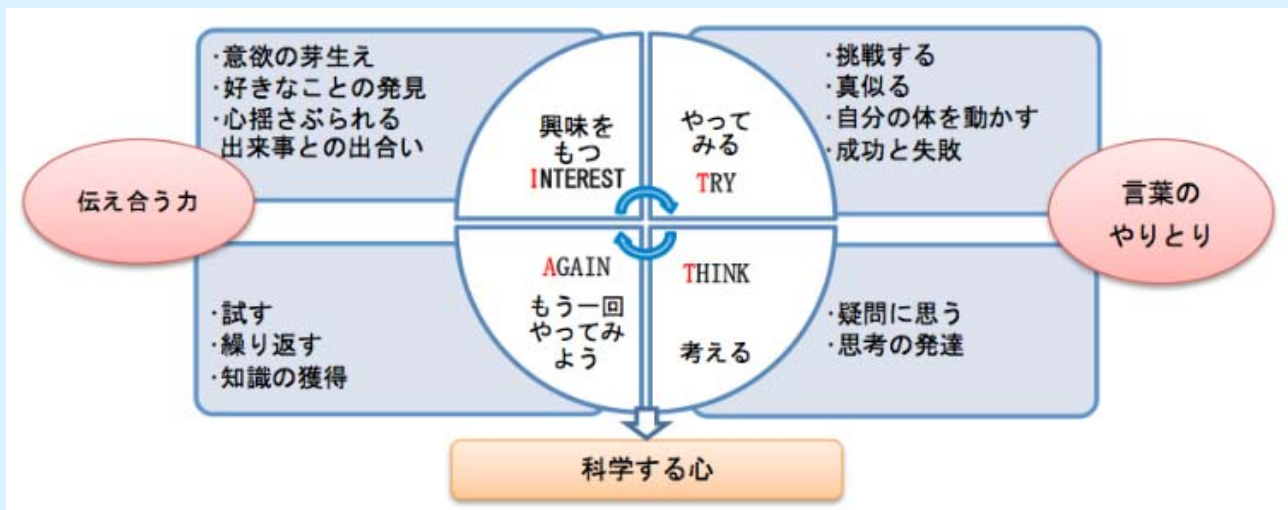 ・意欲の芽生え
・好きなことの発見
・心揺さぶられる
出来事との出合い
興味を
もつ
INTEREST
やって
みる
TRY
・挑戦する
・真似る
・自分の体を動かす
・成功と失敗
伝え合う力
言葉の
やりとり
・試す
・繰り返す
・知識の獲得
AGAIN
もう一回
やってみ
よう
THINK
考える
・疑問に思う
・思考の発達
科学する心